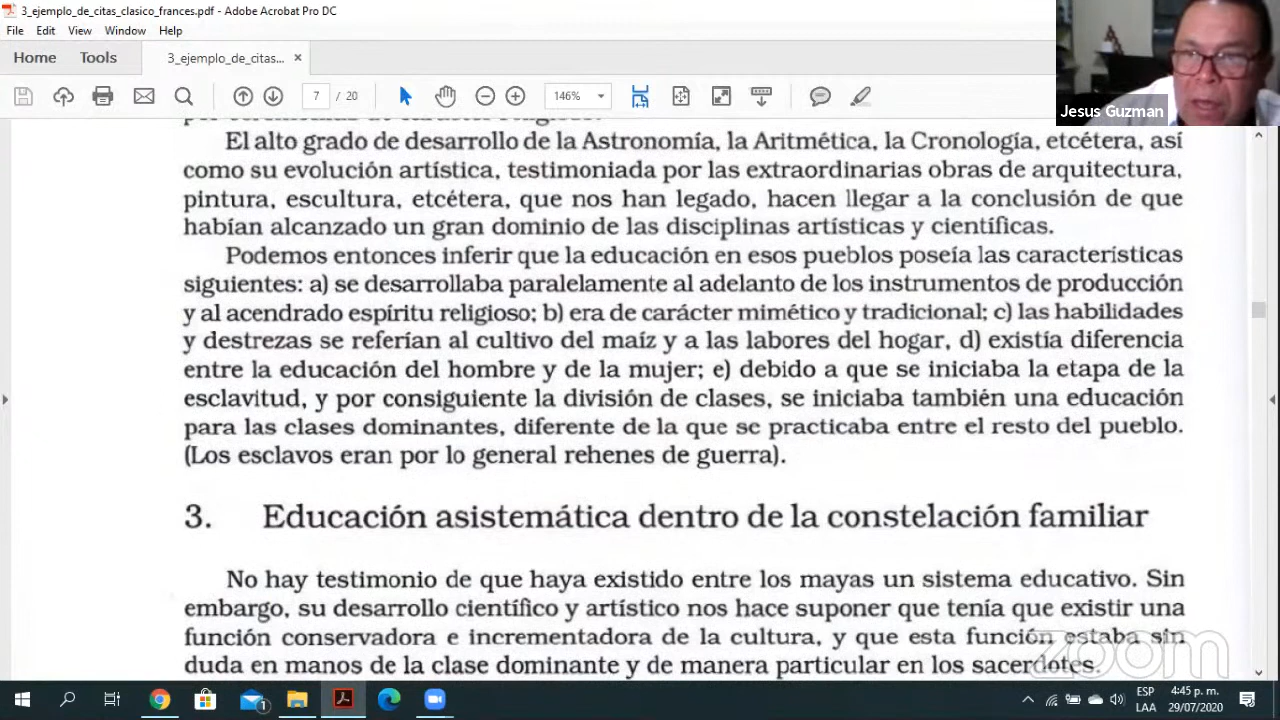 3_ejemplo_de_citas_clasico_frances.pdf - Adobe Acrobat Pro DC
File Edit View Window Help
Home Tools 3_ejemplo_de_citas... ×
7 / 20 146%
Jesus Guzman
El alto grado de desarrollo de la Astronomía, la Aritmética, la Cronología, etcétera, así
como su evolución artística, testimoniada por las extraordinarias obras de arquitectura,
pintura, escultura, etcétera, que nos han legado, hacen llegar a la conclusión de que
habían alcanzado un gran dominio de las disciplinas artísticas y científicas.
Podemos entonces inferir que la educación en esos pueblos poseía las características
siguientes: a) se desarrollaba paralelamente al adelanto de los instrumentos de producción
y al acendrado espíritu religioso; b) era de carácter mimético y tradicional; c) las habilidades
y destrezas se referían al cultivo del maíz y a las labores del hogar, d) existía diferencia
entre la educación del hombre y de la mujer; e) debido a que se iniciaba la etapa de la
esclavitud, y por consiguiente la división de clases, se iniciaba también una educación
para las clases dominantes, diferente de la que se practicaba entre el resto del pueblo.
(Los esclavos eran por lo general rehenes de guerra).
3. Educación asistemática dentro de la constelación familiar
No hay testimonio de que haya existido entre los mayas un sistema educativo. Sin
embargo, su desarrollo científico y artístico nos hace suponer que tenía que existir una
función conservadora e incrementadora de la cultura, y que esta función estaba sin
duda en manos de la clase dominante y de manera particular en los sacerdotes.
zoom
1
ESP
LAA
4:45 p. m.
29/07/2020